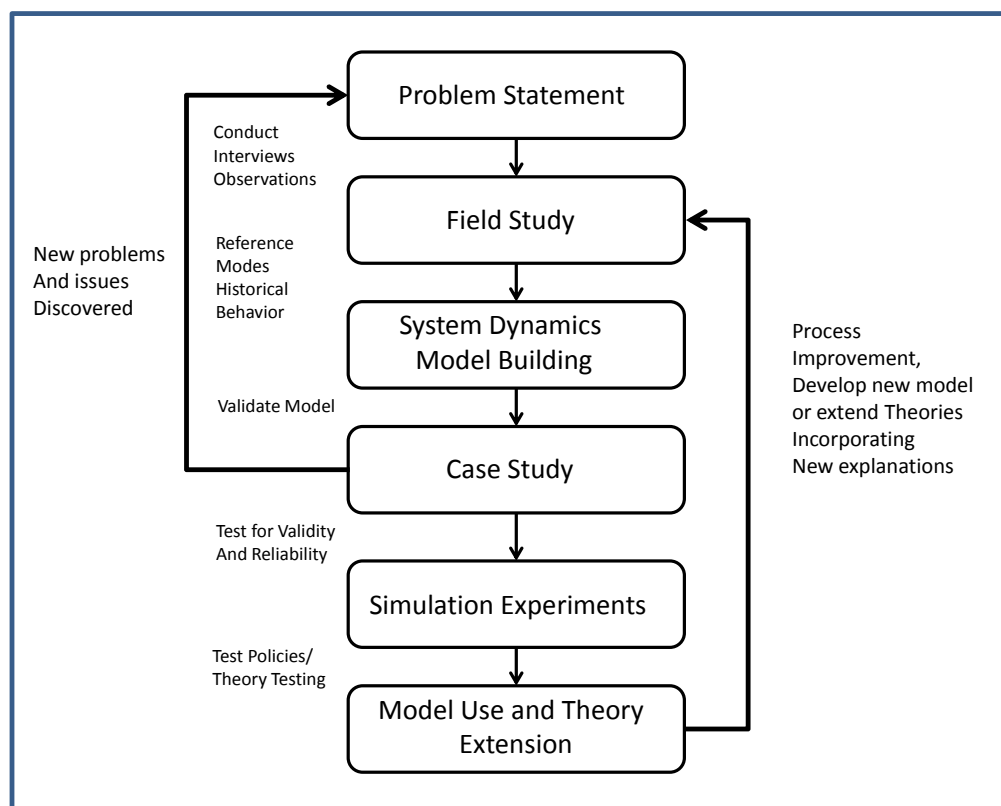 Problem Statement
Conduct
Interviews
Observations
Field Study
New problems
And issues
Discovered
Reference
Modes
Historical
Behavior
System Dynamics
Model Building
Process
Improvement,
Develop new model
or extend Theories
Incorporating
New explanations
Validate Model
Case Study
Test for Validity
And Reliability
Simulation Experiments
Test Policies/
Theory Testing
Model Use and Theory
Extension